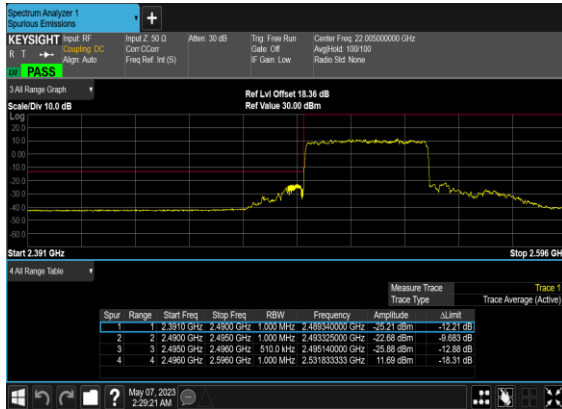 Spectrum Analyzer 1
Spurious Emissions
KEYSIGHT Input: RF Input Z: 50 Ω Atten: 30 dB Trig: Free Run Center Freq: 22.005000000 GHz
R T Coupling: DC Corr CCorr Gate: Off Avg|Hold: 100/100
Align: Auto Freq Ref: Int (S) IF Gain: Low Radio Std: None
LXI PASS
3 All Range Graph
Ref Lvl Offset 18.36 dB
Scale/Div 10.0 dB Ref Value 30.00 dBm
Log
20.0
10.0
0.00
-10.0
-20.0
-30.0
-40.0
-50.0
-60.0
Start 2.391 GHz Stop 2.596 GH
4 All Range Table
Measure Trace Trace 1
Trace Type Trace Average (Active)
Spur Range Start Freq Stop Freq RBW Frequency Amplitude ΔLimit
1 1 2.3910 GHz 2.4900 GHz 1.000 MHz 2.489340000 GHz -25.21 dBm -12.21 dB
2 2 2.4900 GHz 2.4950 GHz 1.000 MHz 2.493325000 GHz -22.68 dBm -9.683 dB
3 3 2.4950 GHz 2.4960 GHz 510.0 kHz 2.495140000 GHz -25.88 dBm -12.88 dB
4 4 2.4960 GHz 2.5960 GHz 1.000 MHz 2.531833333 GHz 11.69 dBm -18.31 dB
? May 07, 2023
2:29:21 AM